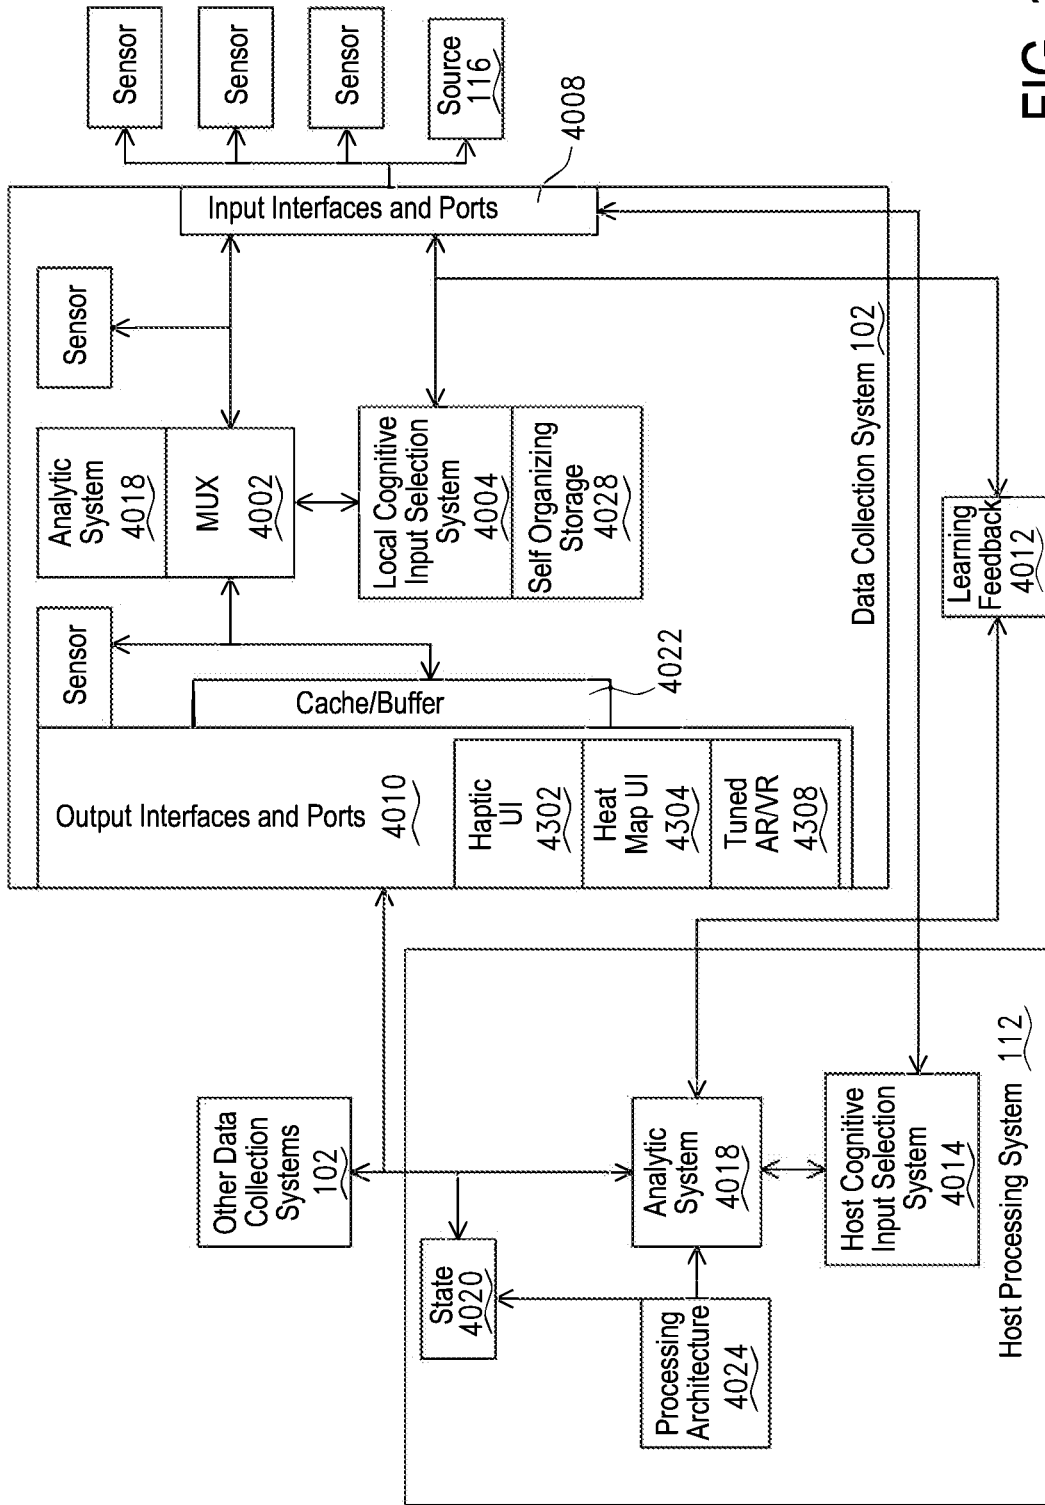 Sensor
Sensor
Sensor
Source
116
4008
Input Interfaces and Ports
Sensor
Analytic
System
4018
MUX
4002
Local Cognitive
Input Selection
System
4004
Self Organizing
Storage
4028
Data Collection System 102
Sensor
Cache/Buffer
4022
Output Interfaces and Ports 4010
Haptic
UI
4302
Heat
Map UI
4304
Tuned
AR/VR
4308
Learning
Feedback
4012
Other Data
Collection
Systems
102
State
4020
Analytic
System
4018
Host Cognitive
Input Selection
System
4014
Processing
Architecture
4024
Host Processing System 112
FIG.